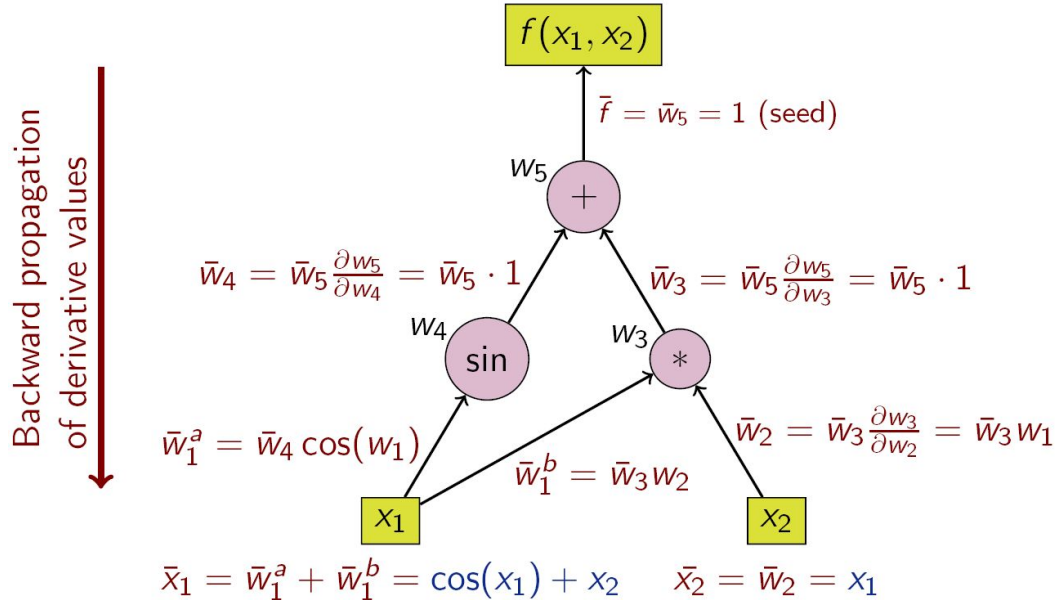 f(x₁, x₂)
f̄ = w̄₅ = 1 (seed)
w₅
+
Backward propagation
of derivative values
w̄₄ = w̄₅ ∂w₅/∂w₄ = w̄₅ · 1
w̄₃ = w̄₅ ∂w₅/∂w₃ = w̄₅ · 1
w₄
sin
w₃
*
w̄₁ᵃ = w̄₄ cos(w₁)
w̄₁ᵇ = w̄₃w₂
w̄₂ = w̄₃ ∂w₃/∂w₂ = w̄₃w₁
x₁
x₂
x̄₁ = w̄₁ᵃ + w̄₁ᵇ = cos(x₁) + x₂
x̄₂ = w̄₂ = x₁